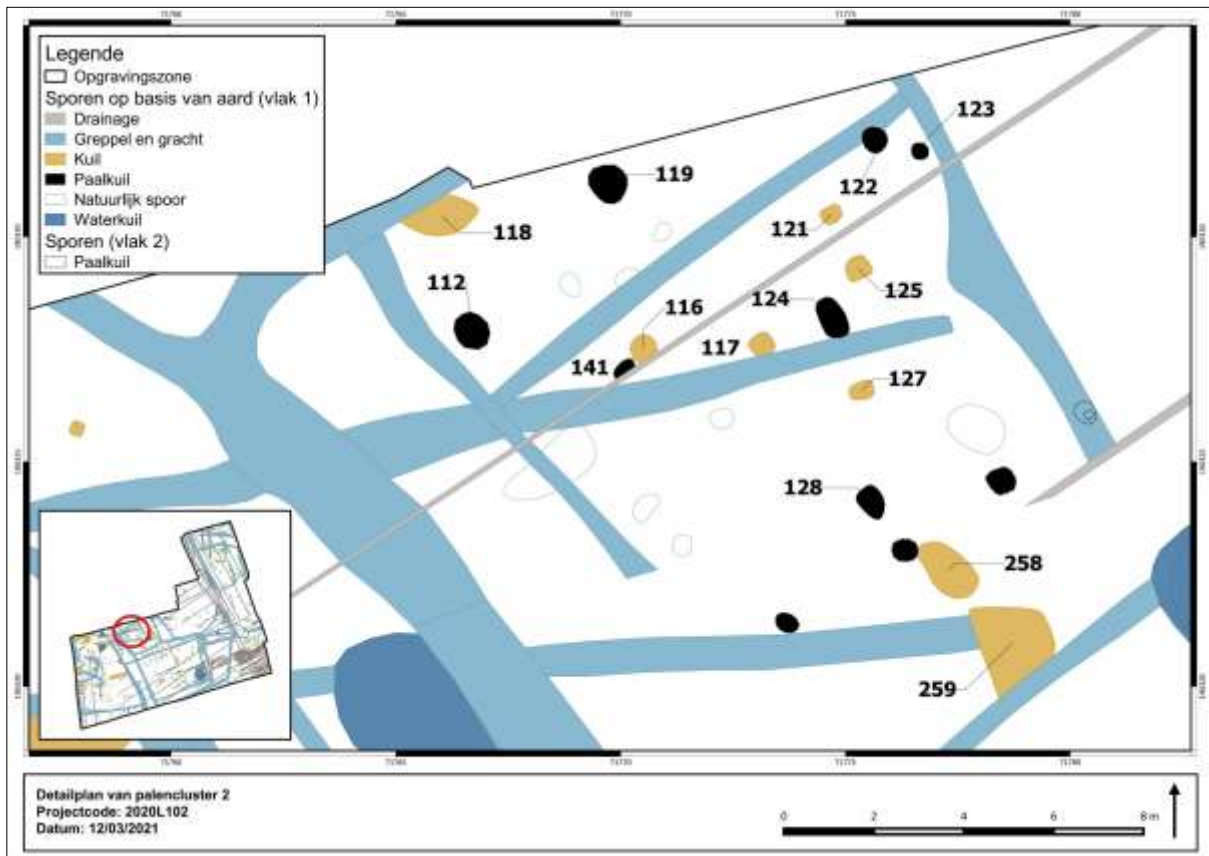 Legende
Opgravingszone
Sporen op basis van aard (vlak 1)
Drainage
Greppel en gracht
Kuil
Paalkuil
Natuurlijk spoor
Waterkuil
Sporen (vlak 2)
Paalkuil
123
119
122
121
118
112
124
125
116
141
117
127
128
258
259
Detailplan van palencluster 2
Projectcode: 2020L102
Datum: 12/03/2021
0 2 4 6 8 m